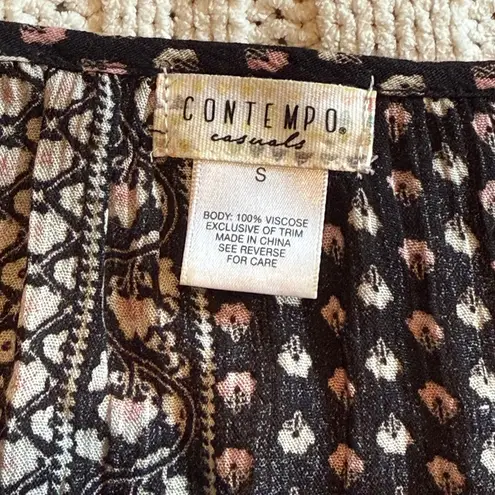 CONTEMPO®
casuals
S
BODY: 100% VISCOSE
EXCLUSIVE OF TRIM
MADE IN CHINA
SEE REVERSE
FOR CARE